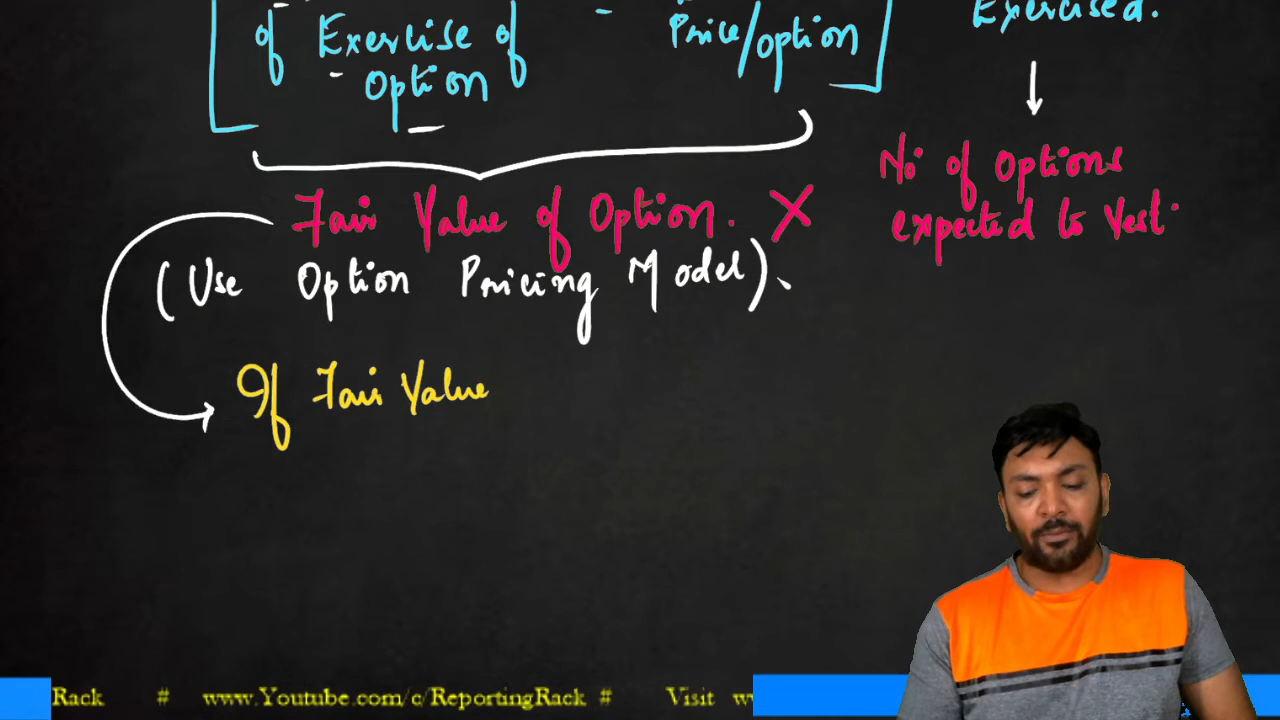 of Exercise of
Option
Price/option
Exercised.
Fair Value of Option. X
(Use Option Pricing Model).
No of options
expected to Vest.
If Fair Value
Rack # www.Youtube.com/c/ReportingRack # Visit